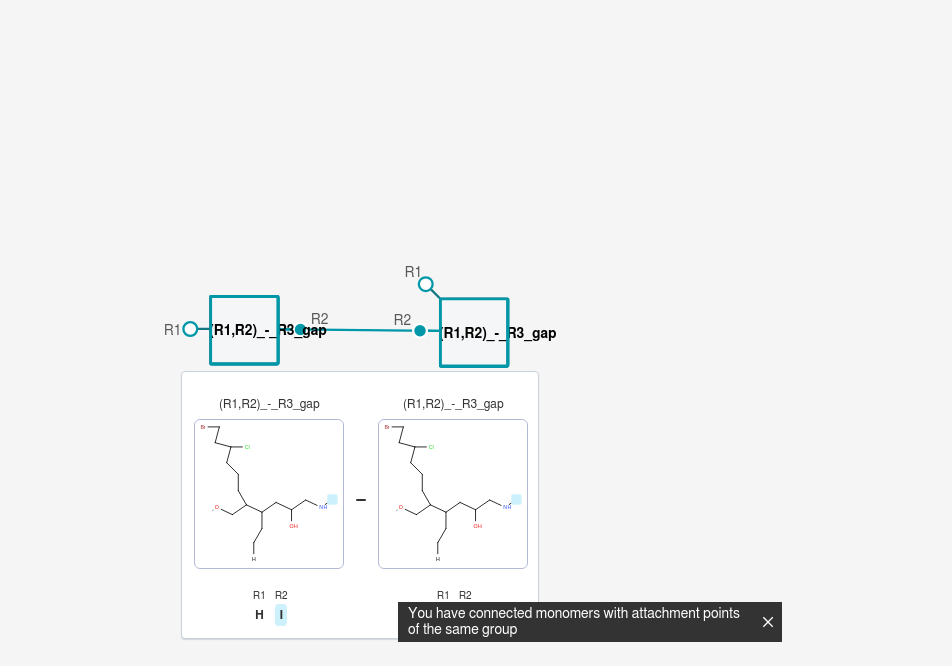 R1
R1
(R1,R2)_-_R3_gap
R2
R2
(R1,R2)_-_R3_gap
(R1,R2)_-_R3_gap
(R1,R2)_-_R3_gap
Br
Cl
O
NH
OH
H
Br
Cl
O
NH
OH
H
R1 R2
H I
R1 R2
You have connected monomers with attachment points
of the same group